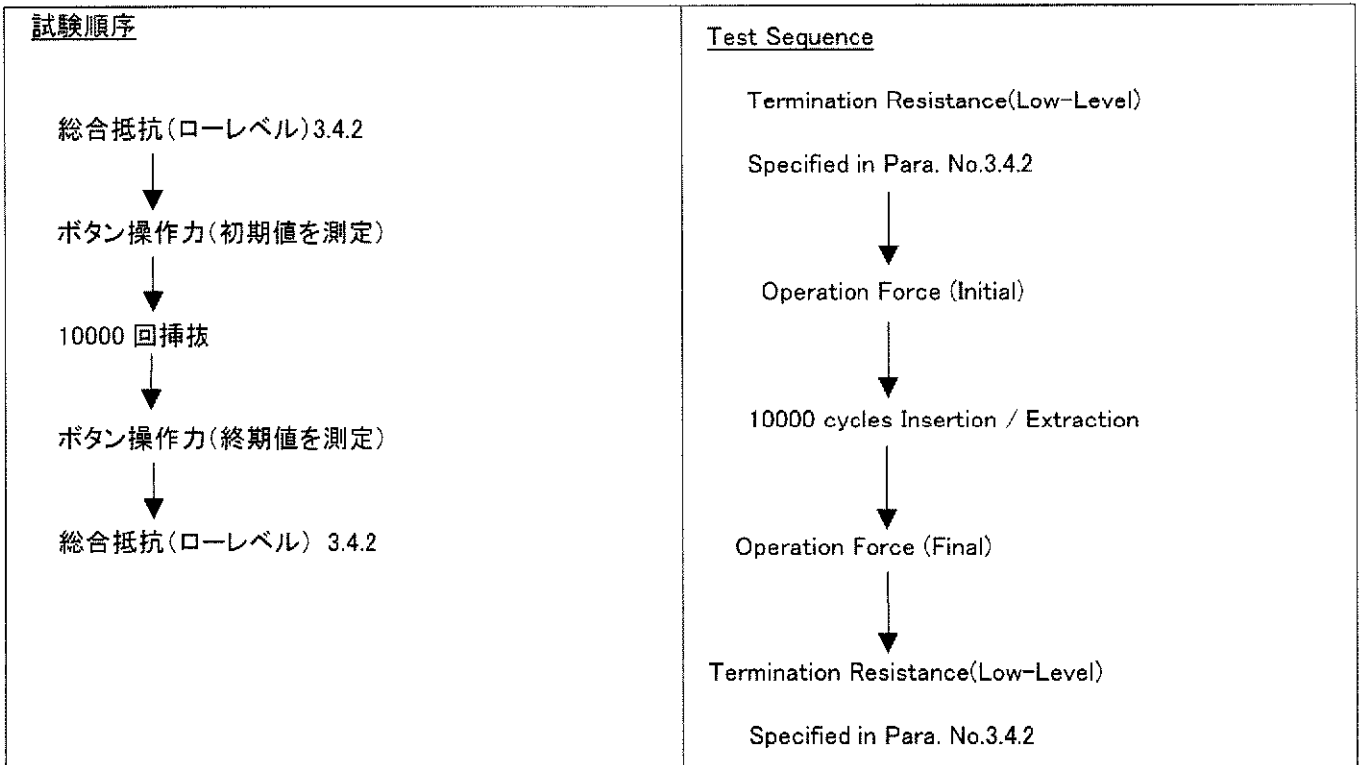 試験順序
総合抵抗(ローレベル)3.4.2
ボタン操作力(初期値を測定)
10000 回挿抜
ボタン操作力(終期値を測定)
総合抵抗(ローレベル) 3.4.2
Test Sequence
Termination Resistance(Low-Level)
Specified in Para. No.3.4.2
Operation Force (Initial)
10000 cycles Insertion / Extraction
Operation Force (Final)
Termination Resistance(Low-Level)
Specified in Para. No.3.4.2